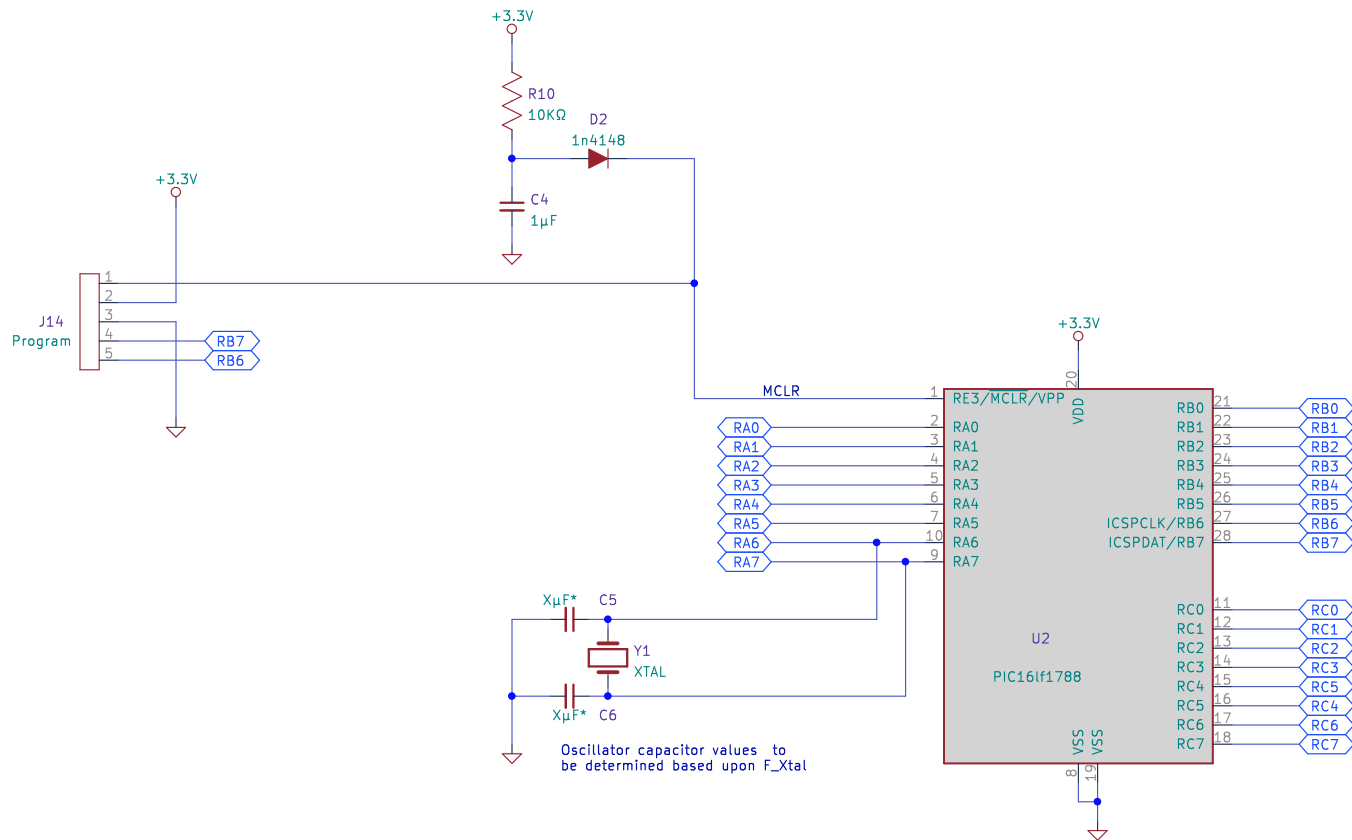 +3.3V
R10
10KΩ
D2
1n4148
+3.3V
C4
1µF
1
2
3
4
5
J14
Program
RB7
RB6
+3.3V
MCLR
1
RE3/MCLR/VPP
20
VDD
RA0
2
RA0
RA1
3
RA1
RA2
4
RA2
RA3
5
RA3
RA4
6
RA4
RA5
7
RA5
RA6
10
RA6
RA7
9
RA7
RB0
21
RB0
RB1
22
RB1
RB2
23
RB2
RB3
24
RB3
RB4
25
RB4
RB5
26
RB5
ICSPCLK/RB6
27
RB6
ICSPDAT/RB7
28
RB7
XµF*
C5
Y1
XTAL
XµF*
C6
U2
PIC16lf1788
RC0
11
RC0
RC1
12
RC1
RC2
13
RC2
RC3
14
RC3
RC4
15
RC5
RC5
16
RC4
RC6
17
RC6
RC7
18
RC7
VSS
VSS
8
19
Oscillator capacitor values to
be determined based upon F_Xtal